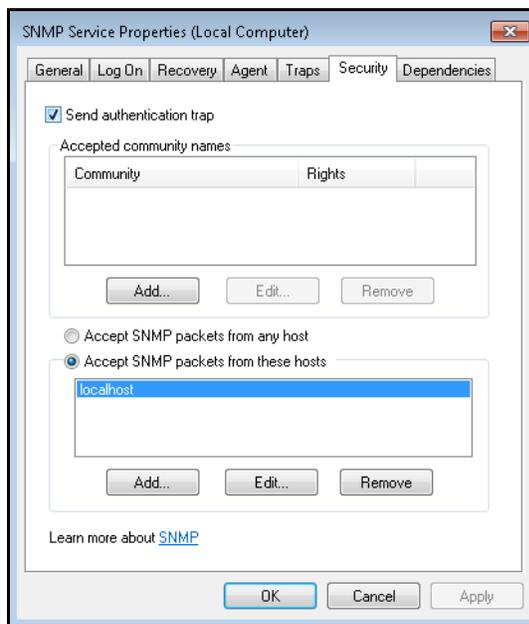 SNMP Service Properties (Local Computer)
General Log On Recovery Agent Traps Security Dependencies
Send authentication trap
Accepted community names
Community Rights
Add... Edit... Remove
Accept SNMP packets from any host
Accept SNMP packets from these hosts
localhost
Add... Edit... Remove
Learn more about SNMP
OK Cancel Apply